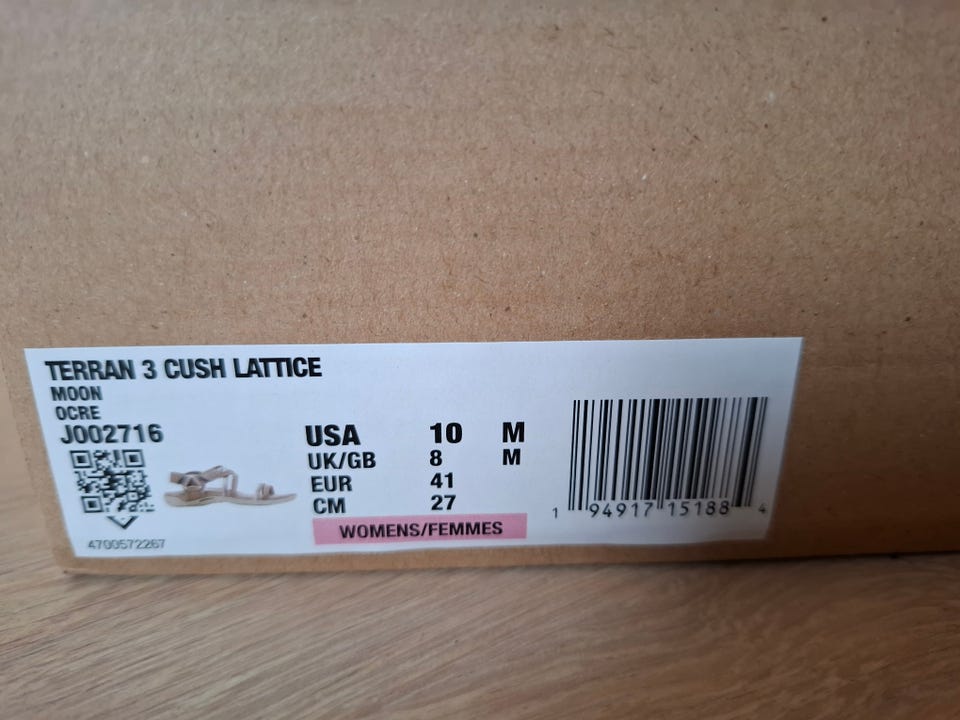 TERRAN 3 CUSH LATTICE
MOON
OCRE
J002716
USA 10 M
UK/GB 8 M
EUR 41
CM 27
WOMENS/FEMMES
4700572267
1 94917 15188 4